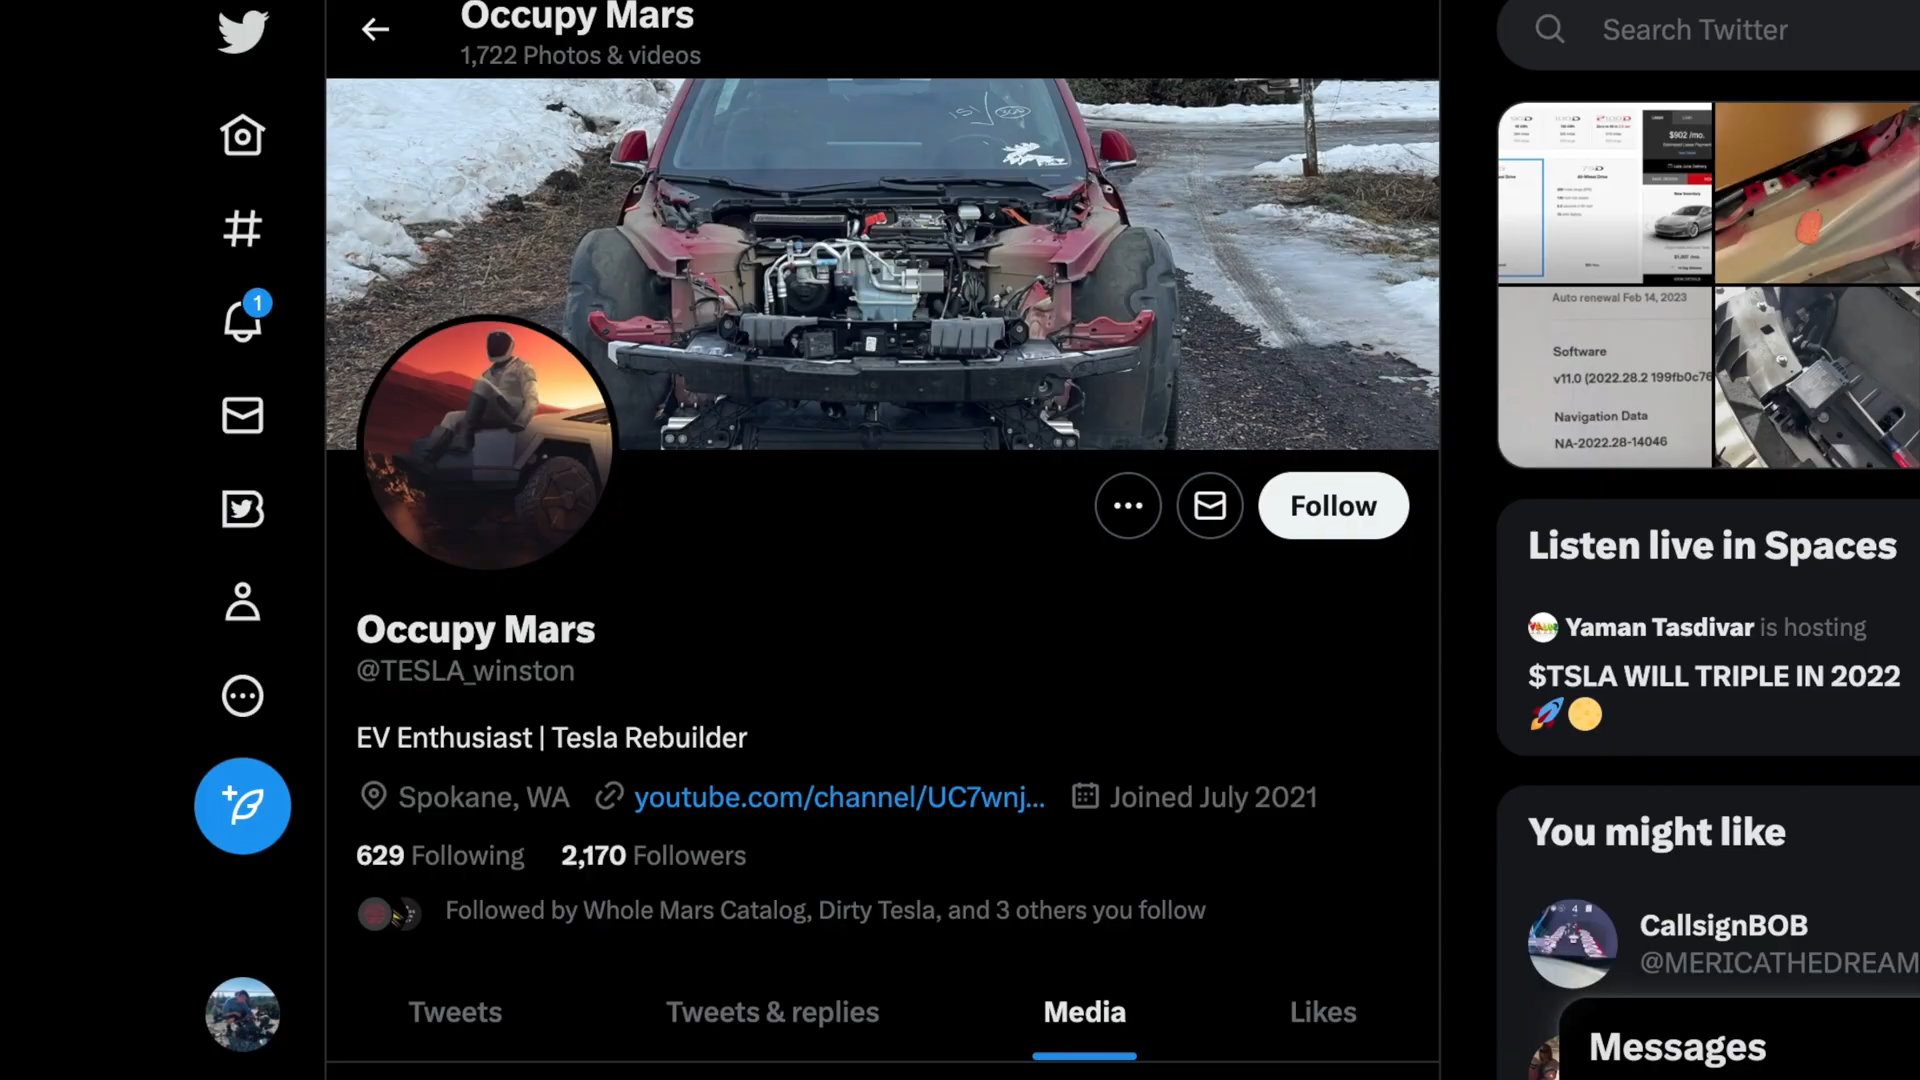 Occupy Mars
1,722 Photos & videos
Search Twitter
1
$902 /mo.
Auto renewal Feb 14, 2023
Software
v11.0 (2022.28.2 199fb0c76
Navigation Data
NA-2022.28-14046
Follow
Occupy Mars
@TESLA_winston
EV Enthusiast | Tesla Rebuilder
Spokane, WA youtube.com/channel/UC7wnj... Joined July 2021
629 Following 2,170 Followers
Followed by Whole Mars Catalog, Dirty Tesla, and 3 others you follow
Tweets Tweets & replies Media Likes
Listen live in Spaces
Yaman Tasdivar is hosting
$TSLA WILL TRIPLE IN 2022
🚀🌕
You might like
CallsignBOB
@MERICATHEDREAM
Messages